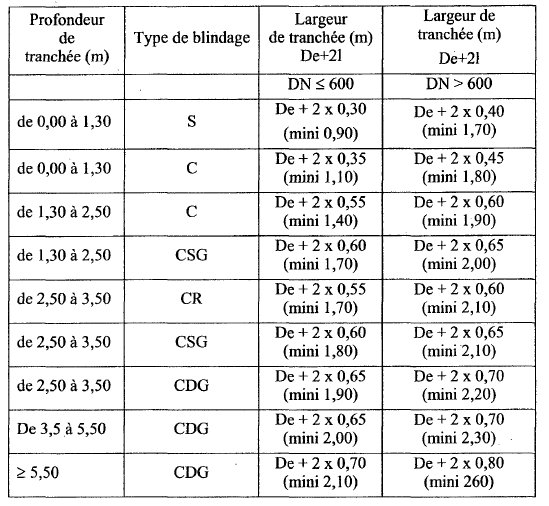 Profondeur de tranchée (m) Type de blindage Largeur de tranchée (m) De+2l Largeur de tranchée (m) De+2l
DN ≤ 600 DN > 600
de 0,00 à 1,30 S De + 2 x 0,30 (mini 0,90) De + 2 x 0,40 (mini 1,70)
de 0,00 à 1,30 C De + 2 x 0,35 (mini 1,10) De + 2 x 0,45 (mini 1,80)
de 1,30 à 2,50 C De + 2 x 0,55 (mini 1,40) De + 2 x 0,60 (mini 1,90)
de 1,30 à 2,50 CSG De + 2 x 0,60 (mini 1,70) De + 2 x 0,65 (mini 2,00)
de 2,50 à 3,50 CR De + 2 x 0,55 (mini 1,70) De + 2 x 0,60 (mini 2,10)
de 2,50 à 3,50 CSG De + 2 x 0,60 (mini 1,80) De + 2 x 0,65 (mini 2,10)
de 2,50 à 3,50 CDG De + 2 x 0,65 (mini 1,90) De + 2 x 0,70 (mini 2,20)
De 3,5 à 5,50 CDG De + 2 x 0,65 (mini 2,00) De + 2 x 0,70 (mini 2,30)
≥ 5,50 CDG De + 2 x 0,70 (mini 2,10) De + 2 x 0,80 (mini 260)